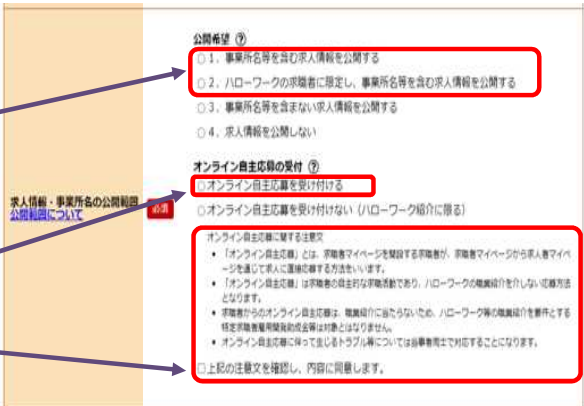 公開希望 ?
○1．事業所名等を含む求人情報を公開する
○2．ハローワークの求職者に限定し、事業所名等を含む求人情報を公開する
○3．事業所名等を含まない求人情報を公開する
○4．求人情報を公開しない
求人情報・事業所名の公開範囲
公開範囲について
必須
オンライン自主応募の受付 ?
○オンライン自主応募を受け付ける
○オンライン自主応募を受け付けない（ハローワーク紹介に限る）
オンライン自主応募に関する注意文
• 「オンライン自主応募」とは、求職者マイページを開設する求職者が、求職者マイページから求人者マイペ
ージを通じて求人に直接応募する方法をいいます。
• 「オンライン自主応募」は求職者の自主的な求職活動であり、ハローワークの職業紹介を介しない応募方法
となります。
• 求職者からのオンライン自主応募は、職業紹介に当たらないため、ハローワーク等の職業紹介を要件とする
特定求職者雇用開発助成金等は対象とはなりません。
• オンライン自主応募に伴って生じるトラブル等については当事者同士で対応することになります。
□上記の注意文を確認し、内容に同意します。